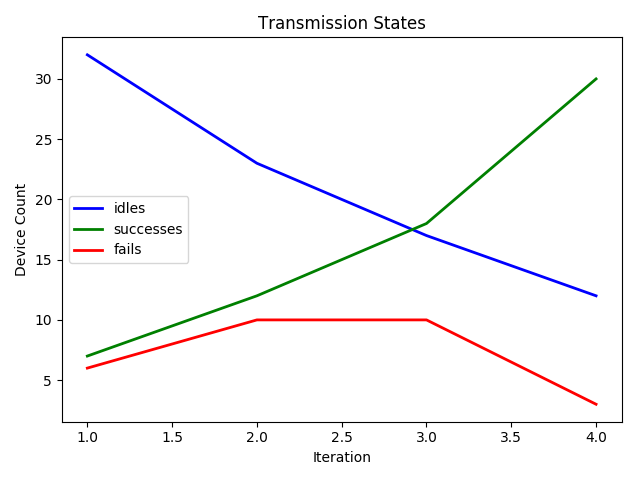 Transmission States
Device Count
30
25
20
15
10
5
idles
successes
fails
1.0 1.5 2.0 2.5 3.0 3.5 4.0
Iteration